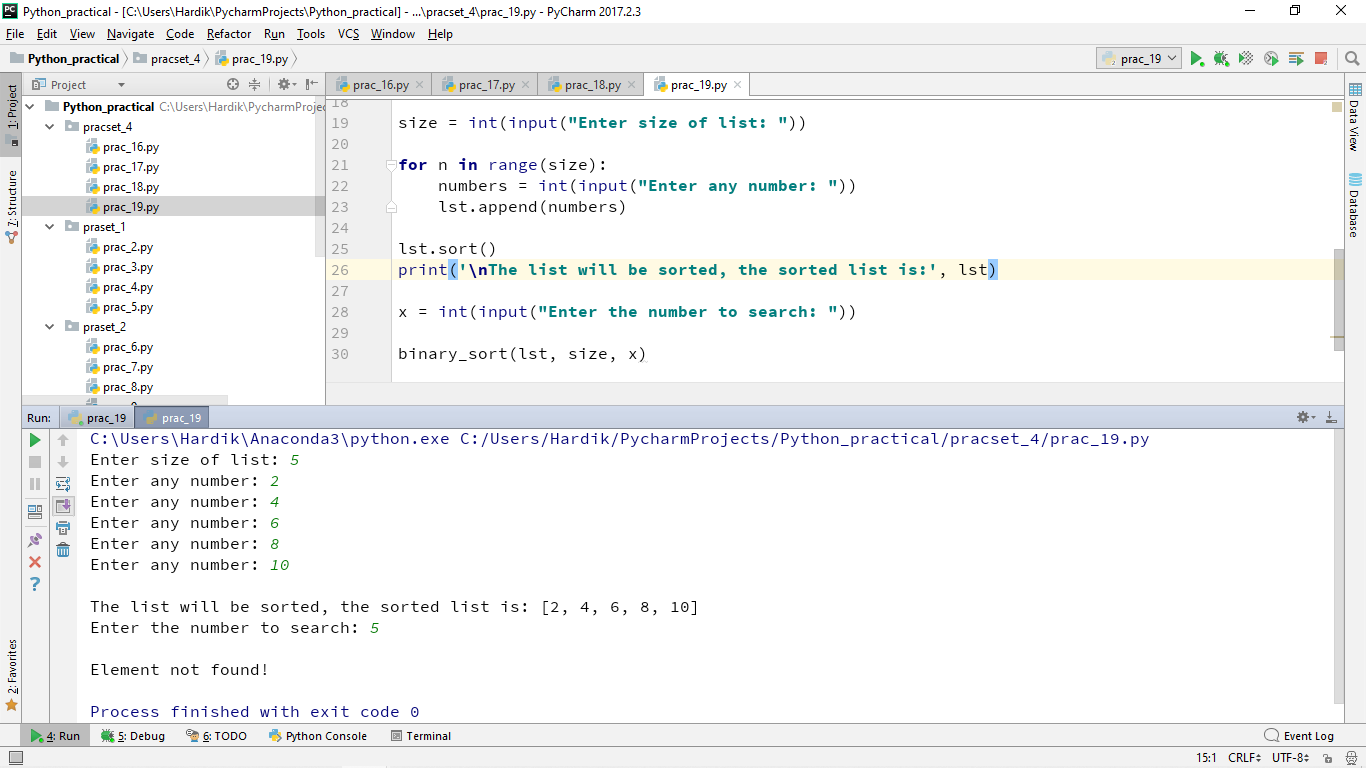 Python_practical - [C:\Users\Hardik\PycharmProjects\Python_practical] - ...\pracset_4\prac_19.py - PyCharm 2017.2.3
File Edit View Navigate Code Refactor Run Tools VCS Window Help
Python_practical pracset_4 prac_19.py prac_19
1: Project
7: Structure
2: Favorites
Project
Python_practical C:\Users\Hardik\PycharmProjec
pracset_4
prac_16.py
prac_17.py
prac_18.py
prac_19.py
praset_1
prac_2.py
prac_3.py
prac_4.py
prac_5.py
praset_2
prac_6.py
prac_7.py
prac_8.py
prac_16.py prac_17.py prac_18.py prac_19.py
18
19 size = int(input("Enter size of list: "))
20
21 for n in range(size):
22 numbers = int(input("Enter any number: "))
23 lst.append(numbers)
24
25 lst.sort()
26 print('\nThe list will be sorted, the sorted list is:', lst)
27
28 x = int(input("Enter the number to search: "))
29
30 binary_sort(lst, size, x)
Data View
Database
Run: prac_19 prac_19
C:\Users\Hardik\Anaconda3\python.exe C:/Users/Hardik/PycharmProjects/Python_practical/pracset_4/prac_19.py
Enter size of list: 5
Enter any number: 2
Enter any number: 4
Enter any number: 6
Enter any number: 8
Enter any number: 10
The list will be sorted, the sorted list is: [2, 4, 6, 8, 10]
Enter the number to search: 5
Element not found!
Process finished with exit code 0
4: Run 5: Debug 6: TODO Python Console Terminal Event Log
15:1 CRLF UTF-8